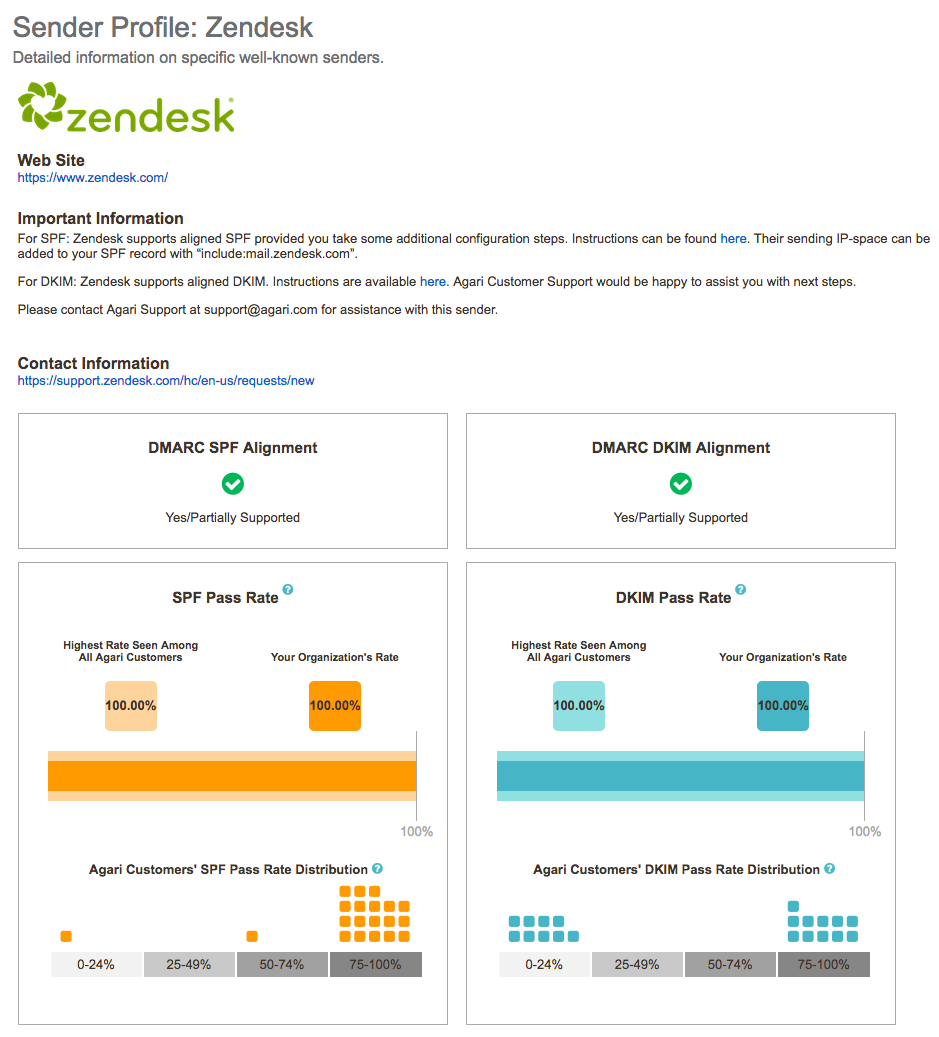 Sender Profile: Zendesk
Detailed information on specific well-known senders.
zendesk
Web Site
https://www.zendesk.com/
Important Information
For SPF: Zendesk supports aligned SPF provided you take some additional configuration steps. Instructions can be found here. Their sending IP-space can be
added to your SPF record with “include:mail.zendesk.com”.
For DKIM: Zendesk supports aligned DKIM. Instructions are available here. Agari Customer Support would be happy to assist you with next steps.
Please contact Agari Support at support@agari.com for assistance with this sender.
Contact Information
https://support.zendesk.com/hc/en-us/requests/new
DMARC SPF Alignment
Yes/Partially Supported
DMARC DKIM Alignment
Yes/Partially Supported
SPF Pass Rate ?
Highest Rate Seen Among
All Agari Customers
Your Organization's Rate
100.00%
100.00%
100%
Agari Customers' SPF Pass Rate Distribution ?
0-24%
25-49%
50-74%
75-100%
DKIM Pass Rate ?
Highest Rate Seen Among
All Agari Customers
Your Organization's Rate
100.00%
100.00%
100%
Agari Customers' DKIM Pass Rate Distribution ?
0-24%
25-49%
50-74%
75-100%